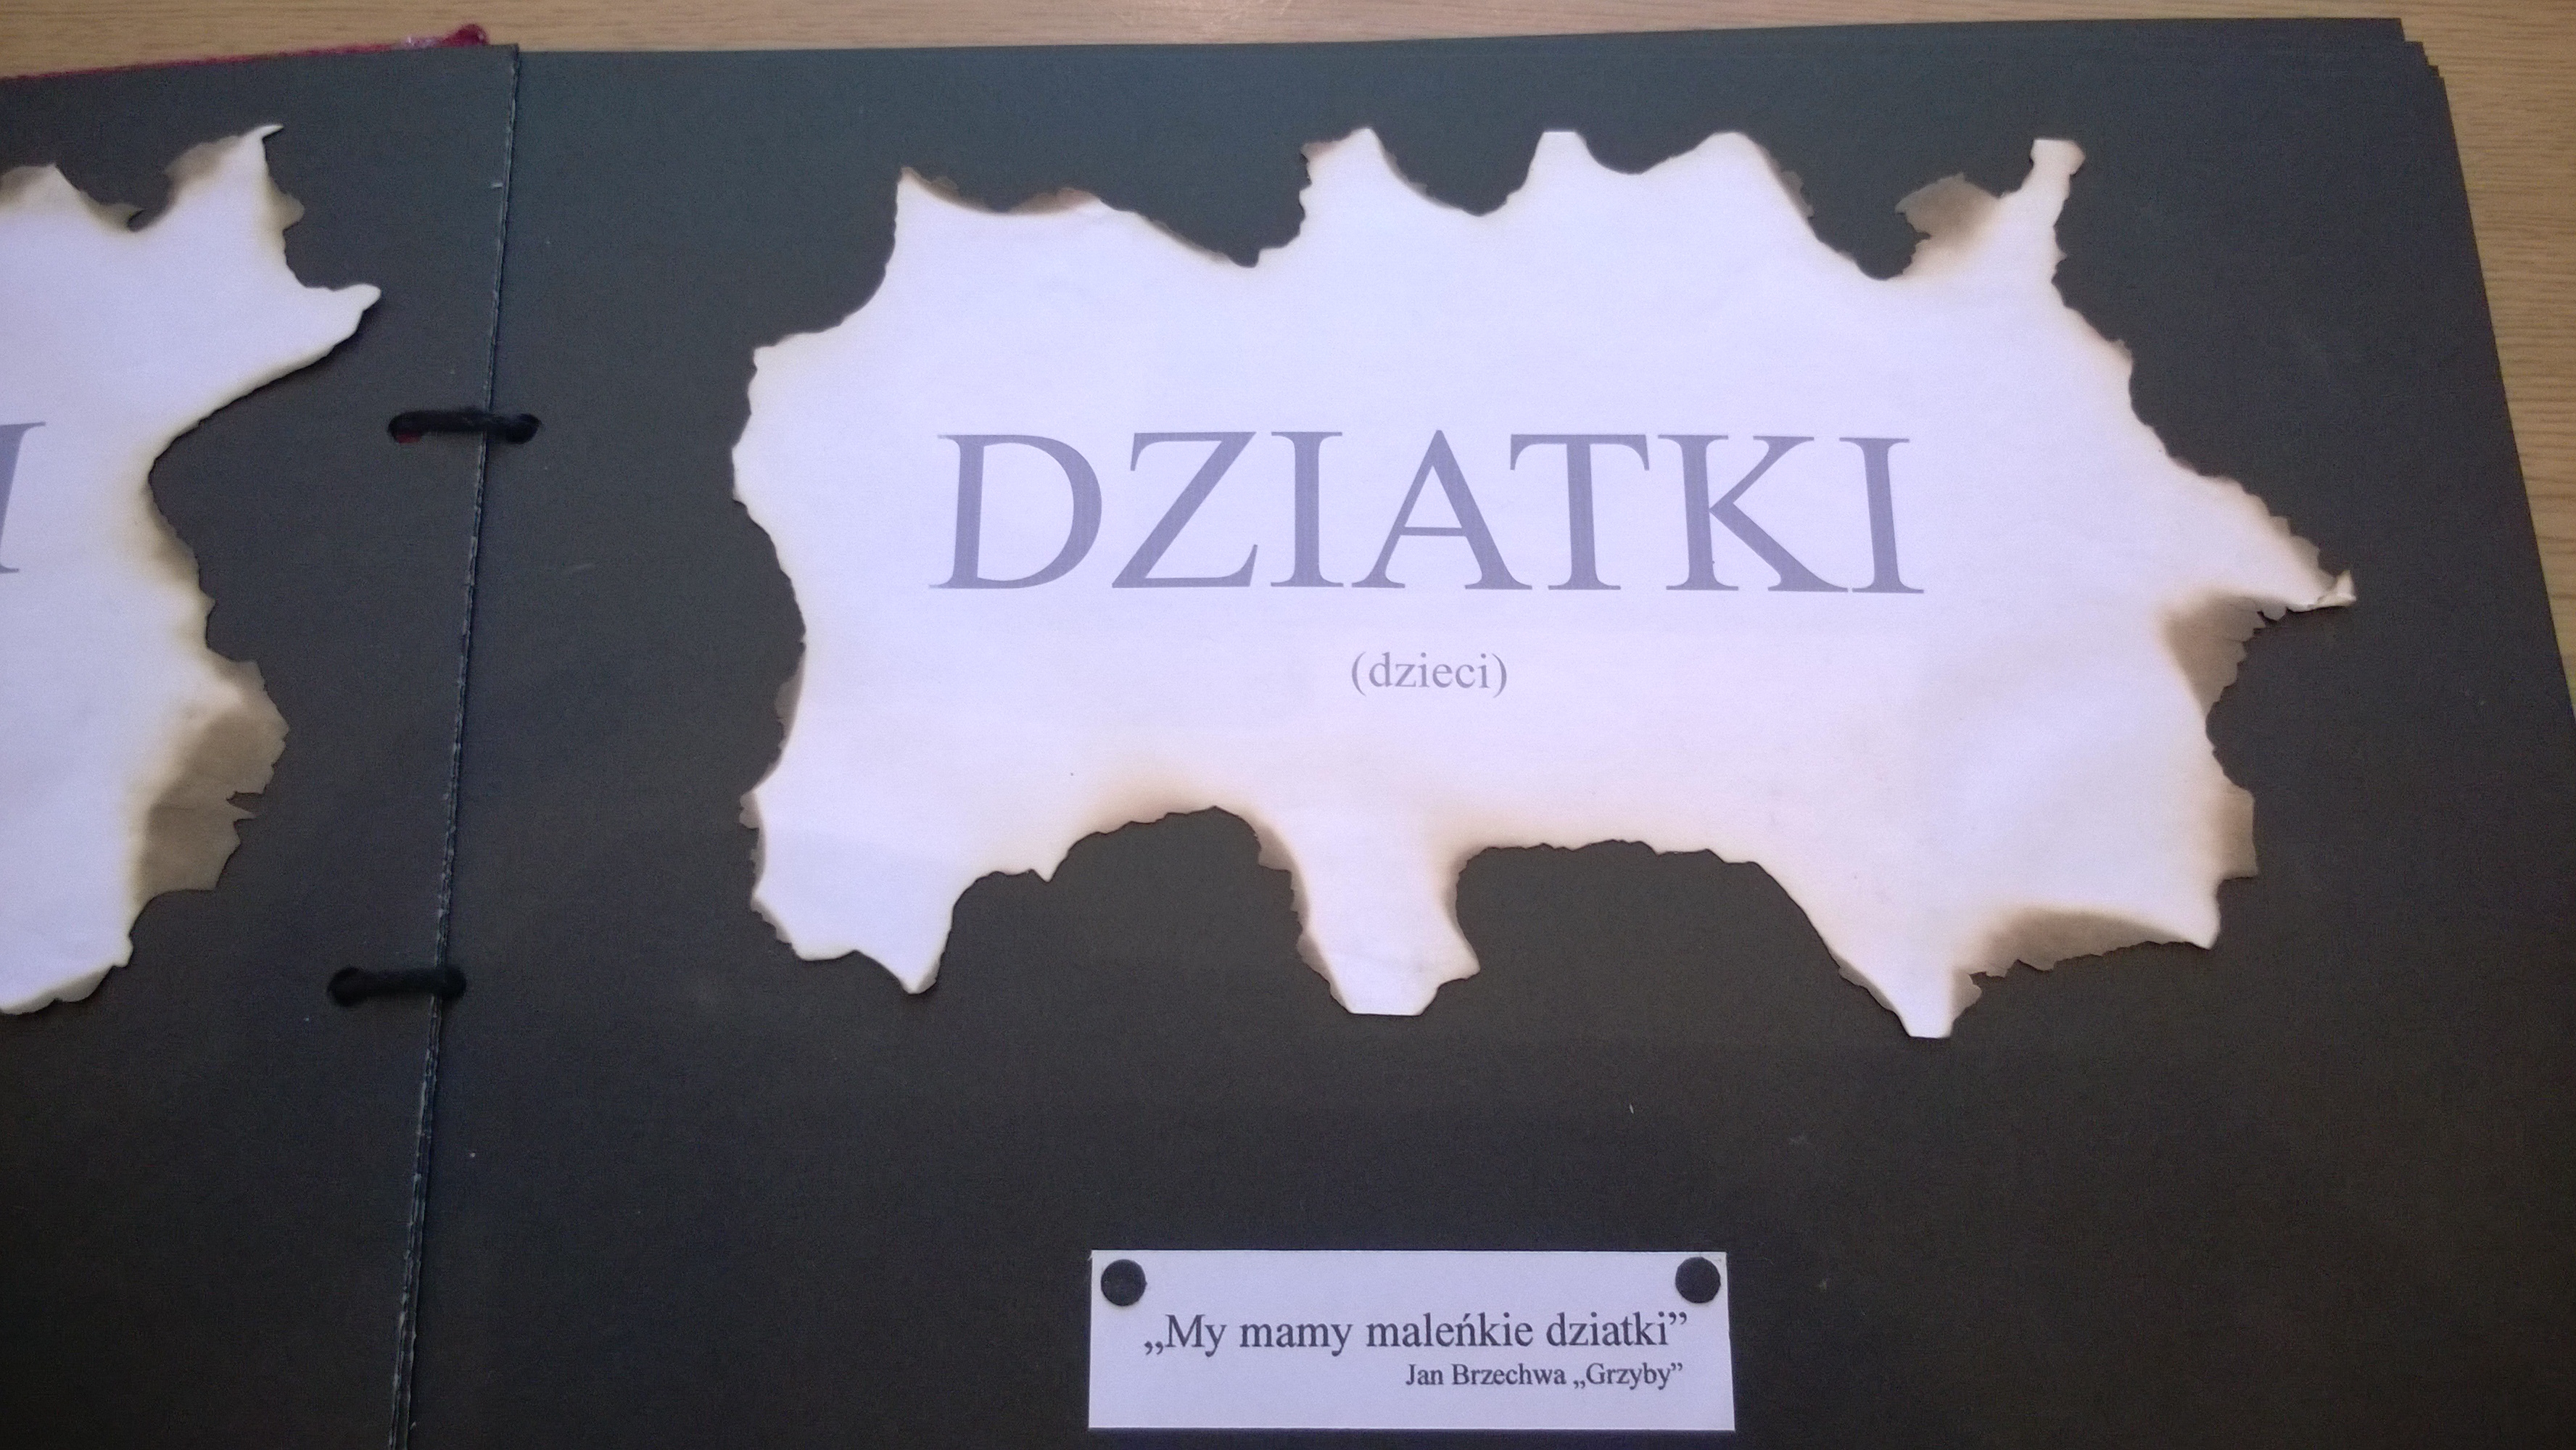 I
DZIATKI
(dzieci)
„My mamy maleńkie dziatki”
Jan Brzechwa „Grzyby”